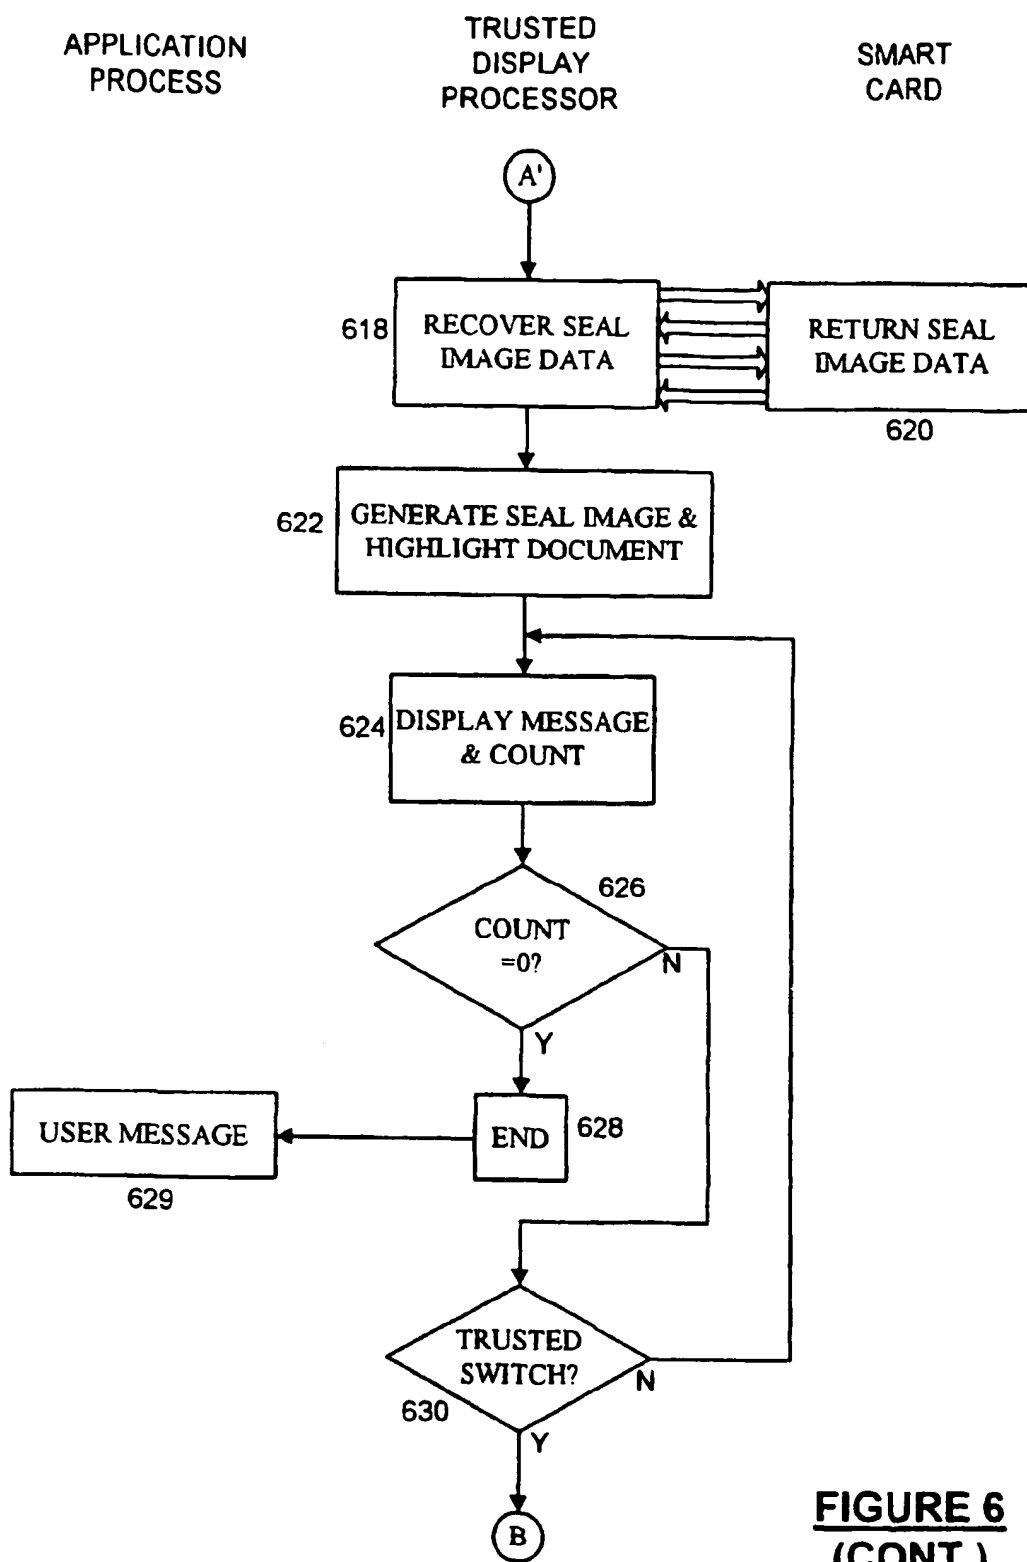 APPLICATION
PROCESS
TRUSTED
DISPLAY
PROCESSOR
SMART
CARD
A'
618
RECOVER SEAL
IMAGE DATA
RETURN SEAL
IMAGE DATA
620
622
GENERATE SEAL IMAGE &
HIGHLIGHT DOCUMENT
624
DISPLAY MESSAGE
& COUNT
626
COUNT
=0?
N
Y
USER MESSAGE
629
END
628
TRUSTED
SWITCH?
N
630
Y
B
FIGURE 6
(CONT.)